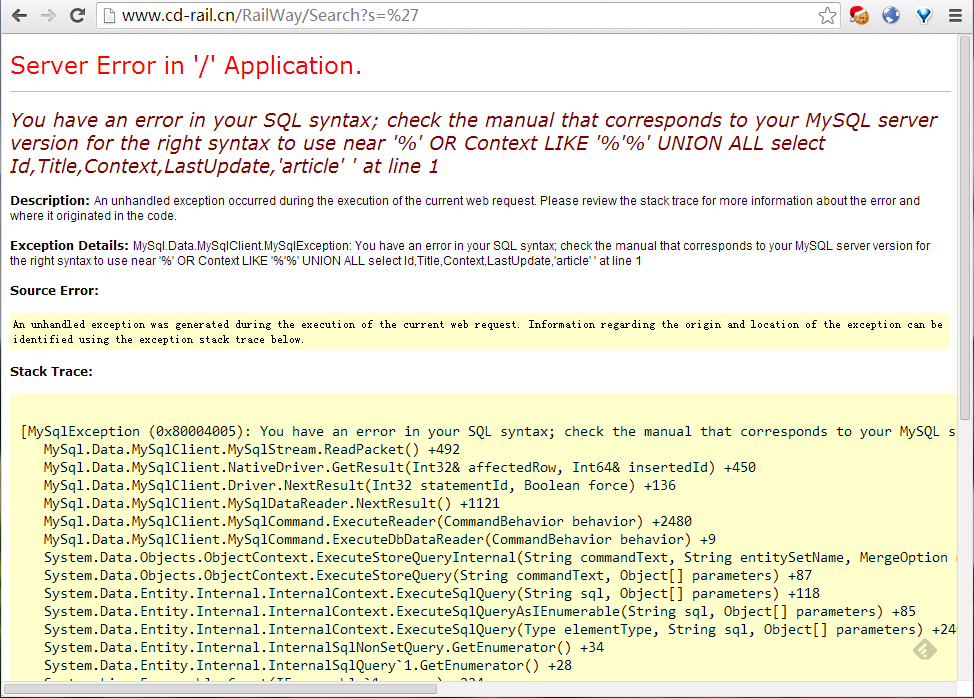 www.cd-rail.cn/RailWay/Search?s=%27
Server Error in '/' Application.
You have an error in your SQL syntax; check the manual that corresponds to your MySQL server
version for the right syntax to use near '%' OR Context LIKE '%'%' UNION ALL select
Id,Title,Context,LastUpdate,'article' ' at line 1
Description: An unhandled exception occurred during the execution of the current web request. Please review the stack trace for more information about the error and
where it originated in the code.
Exception Details: MySql.Data.MySqlClient.MySqlException: You have an error in your SQL syntax; check the manual that corresponds to your MySQL server version for
the right syntax to use near '%' OR Context LIKE '%'%' UNION ALL select Id,Title,Context,LastUpdate,'article' ' at line 1
Source Error:
An unhandled exception was generated during the execution of the current web request. Information regarding the origin and location of the exception can be
identified using the exception stack trace below.
Stack Trace:
[MySqlException (0x80004005): You have an error in your SQL syntax; check the manual that corresponds to your MySQL s
MySql.Data.MySqlClient.MySqlStream.ReadPacket() +492
MySql.Data.MySqlClient.NativeDriver.GetResult(Int32& affectedRow, Int64& insertedId) +450
MySql.Data.MySqlClient.Driver.NextResult(Int32 statementId, Boolean force) +136
MySql.Data.MySqlClient.MySqlDataReader.NextResult() +1121
MySql.Data.MySqlClient.MySqlCommand.ExecuteReader(CommandBehavior behavior) +2480
MySql.Data.MySqlClient.MySqlCommand.ExecuteDbDataReader(CommandBehavior behavior) +9
System.Data.Objects.ObjectContext.ExecuteStoreQueryInternal(String commandText, String entitySetName, MergeOption
System.Data.Objects.ObjectContext.ExecuteStoreQuery(String commandText, Object[] parameters) +87
System.Data.Entity.Internal.InternalContext.ExecuteSqlQuery(String sql, Object[] parameters) +118
System.Data.Entity.Internal.InternalContext.ExecuteSqlQueryAsIEnumerable(String sql, Object[] parameters) +85
System.Data.Entity.Internal.InternalContext.ExecuteSqlQuery(Type elementType, String sql, Object[] parameters) +24
System.Data.Entity.Internal.InternalSqlNonSetQuery.GetEnumerator() +34
System.Data.Entity.Internal.InternalSqlQuery`1.GetEnumerator() +28